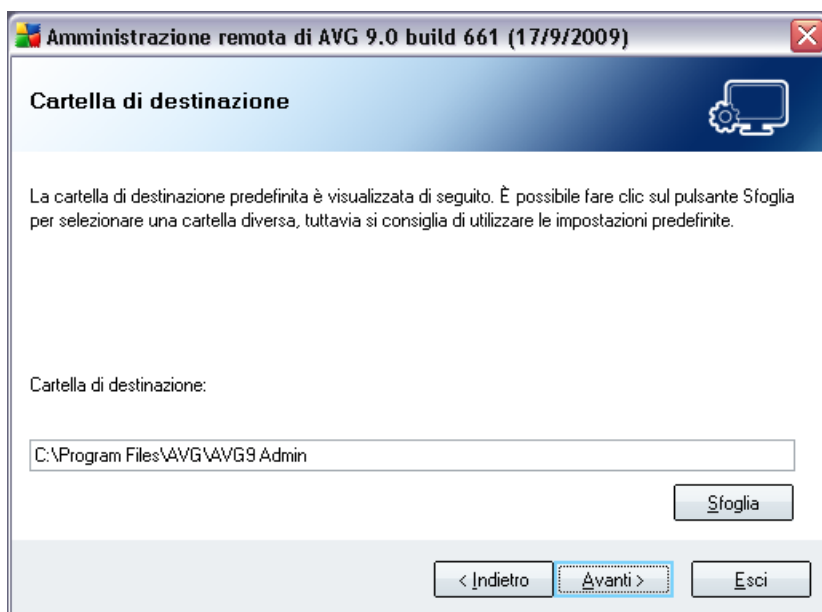 Amministrazione remota di AVG 9.0 build 661 (17/9/2009)
Cartella di destinazione
La cartella di destinazione predefinita è visualizzata di seguito. È possibile fare clic sul pulsante Sfoglia
per selezionare una cartella diversa, tuttavia si consiglia di utilizzare le impostazioni predefinite.
Cartella di destinazione:
C:\Program Files\AVG\AVG9 Admin
Sfoglia
< Indietro
Avanti >
Esci